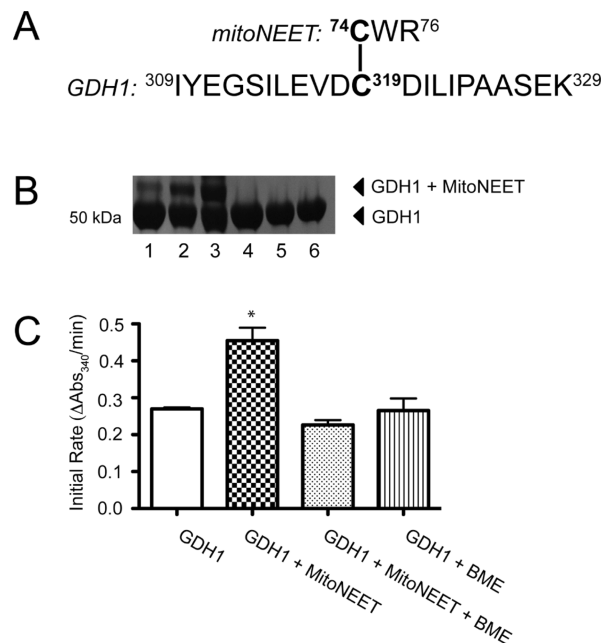 A
mitoNEET: ⁷⁴CWR⁷⁶
GDH1: ³⁰⁹IYEGSILEVDC³¹⁹DILIPAASEK³²⁹
B
50 kDa
GDH1 + MitoNEET
GDH1
1 2 3 4 5 6
C
Initial Rate (ΔAbs₃₄₀/min)
0.5
0.4
0.3
0.2
0.1
0.0
*
GDH1
GDH1 + MitoNEET
GDH1 + MitoNEET + BME
GDH1 + BME